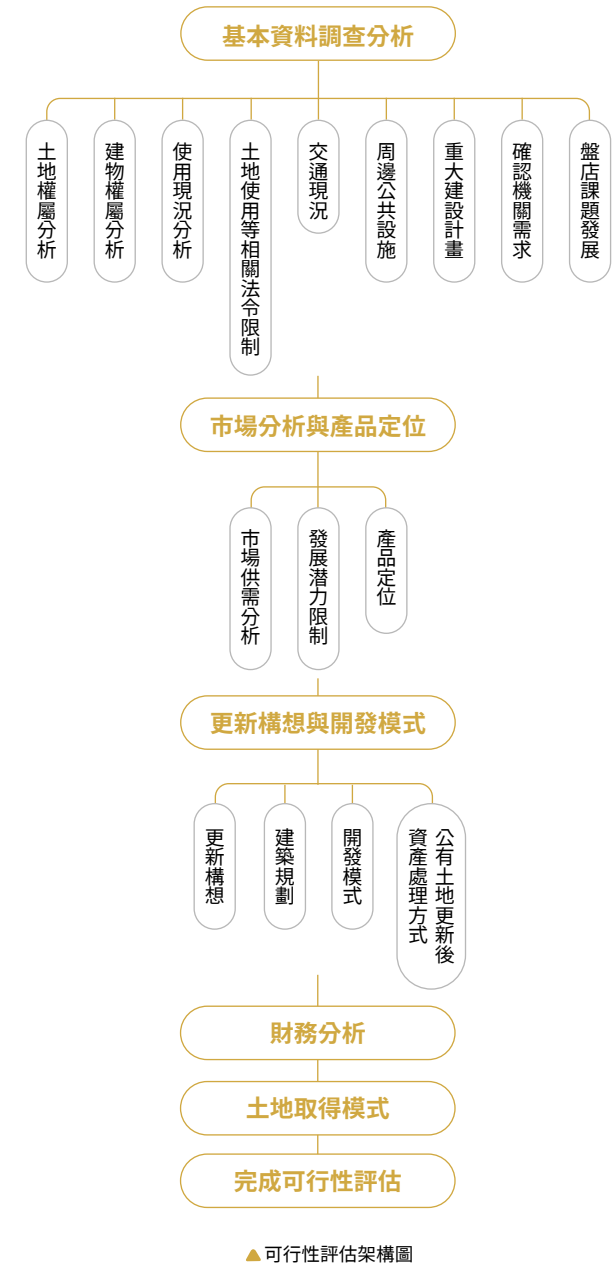 基本資料調查分析
土地權屬分析
建物權屬分析
使用現況分析
土地使用等相關法令限制
交通現況
周邊公共設施
重大建設計畫
確認機關需求
盤店課題發展
市場分析與產品定位
市場供需分析
發展潛力限制
產品定位
更新構想與開發模式
更新構想
建築規劃
開發模式
公有土地更新後
資產處理方式
財務分析
土地取得模式
完成可行性評估
可行性評估架構圖